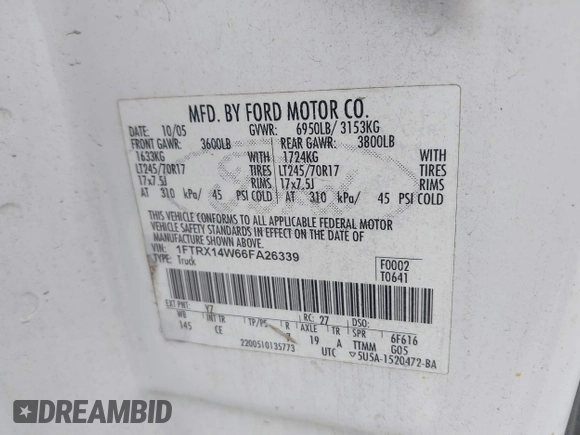 MFD. BY FORD MOTOR CO.
DATE: 10/05 GVWR: 6950LB/ 3153KG
FRONT GAWR: 3600LB REAR GAWR: 3800LB
1633KG WITH 1724KG WITH
LT245/70R17 TIRES LT245/70R17 TIRES
17x7.5J RIMS 17x7.5J RIMS
AT 310 kPa/ 45 PSI COLD AT 310 kPa/ 45 PSI COLD
THIS VEHICLE CONFORMS TO ALL APPLICABLE FEDERAL MOTOR
VEHICLE SAFETY STANDARDS IN EFFECT ON THE DATE OF
MANUFACTURE SHOWN ABOVE.
VIN: 1FTRX14W66FA26339 F0002
TYPE: Truck T0641
EXT PNT: YZ RC: 27 DSO:
WB INT TR TP/PS R AXLE TR SPR 6F616
145 CE 7 19 A TTMM G05
2200510135773 UTC 5U5A-1520472-BA
DREAMBID